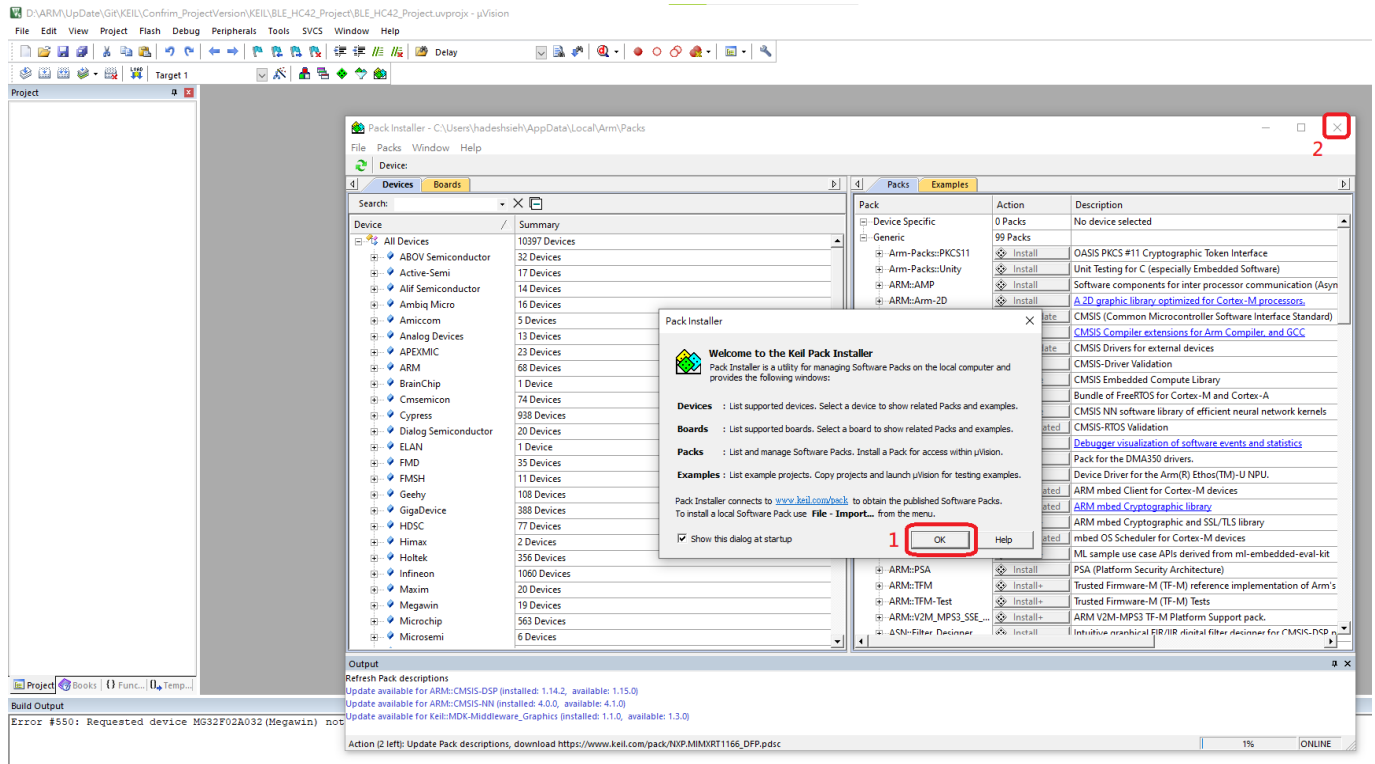 D:\ARM\UpDate\Git\KEIL\Confrim_ProjectVersion\KEIL\BLE_HC42_Project\BLE_HC42_Project.uvprojx - µVision
File Edit View Project Flash Debug Peripherals Tools SVCS Window Help
Delay
LOAD Target 1
Project
Pack Installer - C:\Users\hadeshsieh\AppData\Local\Arm\Packs
2
File Packs Window Help
Device:
Devices Boards
Packs Examples
Search:
Pack Action Description
Device / Summary
Device Specific 0 Packs No device selected
All Devices 10397 Devices
Generic 99 Packs
ABOV Semiconductor 32 Devices
Arm-Packs::PKCS11 Install OASIS PKCS #11 Cryptographic Token Interface
Active-Semi 17 Devices
Arm-Packs::Unity Install Unit Testing for C (especially Embedded Software)
Alif Semiconductor 14 Devices
ARM::AMP Install Software components for inter processor communication (Asyn
Ambiq Micro 16 Devices
ARM::Arm-2D Install A 2D graphic library optimized for Cortex-M processors.
Amiccom 5 Devices
late CMSIS (Common Microcontroller Software Interface Standard)
Analog Devices 13 Devices
CMSIS Compiler extensions for Arm Compiler, and GCC
APEXMIC 23 Devices
late CMSIS Drivers for external devices
ARM 68 Devices
CMSIS-Driver Validation
BrainChip 1 Device
CMSIS Embedded Compute Library
Cmsemicon 74 Devices
Bundle of FreeRTOS for Cortex-M and Cortex-A
Cypress 938 Devices
CMSIS NN software library of efficient neural network kernels
Dialog Semiconductor 20 Devices
ated CMSIS-RTOS Validation
ELAN 1 Device
Debugger visualization of software events and statistics
FMD 35 Devices
Pack for the DMA350 drivers.
FMSH 11 Devices
Device Driver for the Arm(R) Ethos(TM)-U NPU.
Geehy 108 Devices
ated ARM mbed Client for Cortex-M devices
GigaDevice 388 Devices
ated ARM mbed Cryptographic library
HDSC 77 Devices
ARM mbed Cryptographic and SSL/TLS library
Himax 2 Devices
ated mbed OS Scheduler for Cortex-M devices
Holtek 356 Devices
ML sample use case APIs derived from ml-embedded-eval-kit
Infineon 1060 Devices
ARM::PSA Install PSA (Platform Security Architecture)
Maxim 20 Devices
ARM::TFM Install+ Trusted Firmware-M (TF-M) reference implementation of Arm's
Megawin 19 Devices
ARM::TFM-Test Install+ Trusted Firmware-M (TF-M) Tests
Microchip 563 Devices
ARM::V2M_MPS3_SSE_... Install+ ARM V2M-MPS3 TF-M Platform Support pack.
Microsemi 6 Devices
ASN::Filter Designer Install Intuitive graphical FIR/IIR digital filter designer for CMSIS-DSP
Pack Installer
Welcome to the Keil Pack Installer
Pack Installer is a utility for managing Software Packs on the local computer and
provides the following windows:
Devices : List supported devices. Select a device to show related Packs and examples.
Boards : List supported boards. Select a board to show related Packs and examples.
Packs : List and manage Software Packs. Install a Pack for access within µVision.
Examples : List example projects. Copy projects and launch µVision for testing examples.
Pack Installer connects to www.keil.com/pack to obtain the published Software Packs.
To install a local Software Pack use File - Import... from the menu.
Show this dialog at startup 1 OK Help
Output
Refresh Pack descriptions
Update available for ARM::CMSIS-DSP (installed: 1.14.2, available: 1.15.0)
Update available for ARM::CMSIS-NN (installed: 4.0.0, available: 4.1.0)
Update available for Keil::MDK-Middleware_Graphics (installed: 1.1.0, available: 1.3.0)
Action (2 left): Update Pack descriptions, download https://www.keil.com/pack/NXP.MIMXRT1166_DFP.pdsc 1% ONLINE
Project Books {} Func... 0 Temp...
Build Output
Error #550: Requested device MG32F02A032(Megawin) not